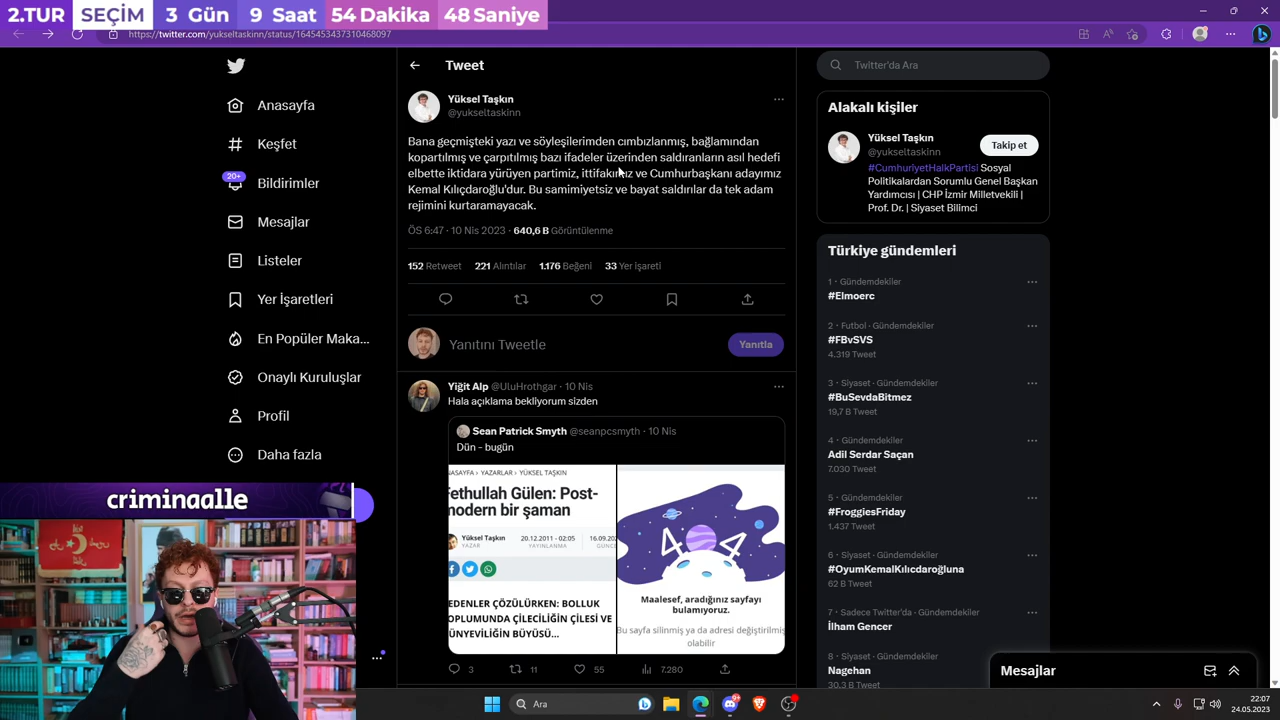 2.TUR SEÇİM 3 Gün 9 Saat 54 Dakika 48 Saniye
https://twitter.com/yukseltaskinn/status/1645453437310468097
Anasayfa
Keşfet
20+
Bildirimler
Mesajlar
Listeler
Yer İşaretleri
En Popüler Maka...
Onaylı Kuruluşlar
Profil
Daha fazla
criminaalle
Tweet
Yüksel Taşkın
@yukseltaskinn
Bana geçmişteki yazı ve söyleşilerimden cımbızlanmış, bağlamından
kopartılmış ve çarpıtılmış bazı ifadeler üzerinden saldıranların asıl hedefi
elbette iktidara yürüyen partimiz, ittifakımız ve Cumhurbaşkanı adayımız
Kemal Kılıçdaroğlu'dur. Bu samimiyetsiz ve bayat saldırılar da tek adam
rejimini kurtaramayacak.
ÖS 6:47 · 10 Nis 2023 · 640,6 B Görüntülenme
152 Retweet 221 Alıntılar 1.176 Beğeni 33 Yer işareti
Yanıtını Tweetle
Yanıtla
Yiğit Alp @UluHrothgar · 10 Nis
Hala açıklama bekliyorum sizden
Sean Patrick Smyth @seanpcsmyth · 10 Nis
Dün - bugün
ASAYFA > YAZARLAR > YÜKSEL TAŞKIN
Fethullah Gülen: Post-
modern bir şaman
Yüksel Taşkın
YAZAR
20.12.2011 - 02:05
YAYINLANMA
16.09.202
GÜNC
EDENLER ÇÖZÜLÜRKEN: BOLLUK
OPLUMUNDA ÇİLECİLİĞİN ÇİLESİ VE
ÜNYEVİLİĞİN BÜYÜSÜ...
4 4
Maalesef, aradığınız sayfayı
bulamıyoruz.
Bu sayfa silinmiş ya da adresi değiştirilmiş
olabilir
3 11 55 7.280
Twitter'da Ara
Alakalı kişiler
Yüksel Taşkın
@yukseltaskinn
Takip et
#CumhuriyetHalkPartisi Sosyal
Politikalardan Sorumlu Genel Başkan
Yardımcısı | CHP İzmir Milletvekili |
Prof. Dr. | Siyaset Bilimci
Türkiye gündemleri
1 · Gündemdekiler
#Elmoerc
2 · Futbol · Gündemdekiler
#FBvSVS
4.319 Tweet
3 · Siyaset · Gündemdekiler
#BuSevdaBitmez
19,7 B Tweet
4 · Gündemdekiler
Adil Serdar Saçan
7.030 Tweet
5 · Gündemdekiler
#FroggiesFriday
1.437 Tweet
6 · Siyaset · Gündemdekiler
#OyumKemalKılıcdaroğluna
62 B Tweet
7 · Sadece Twitter'da · Gündemdekiler
İlham Gencer
8 · Siyaset · Gündemdekiler
Nagehan
30,3 B Tweet
Mesajlar
Ara
22:07
24.05.2023